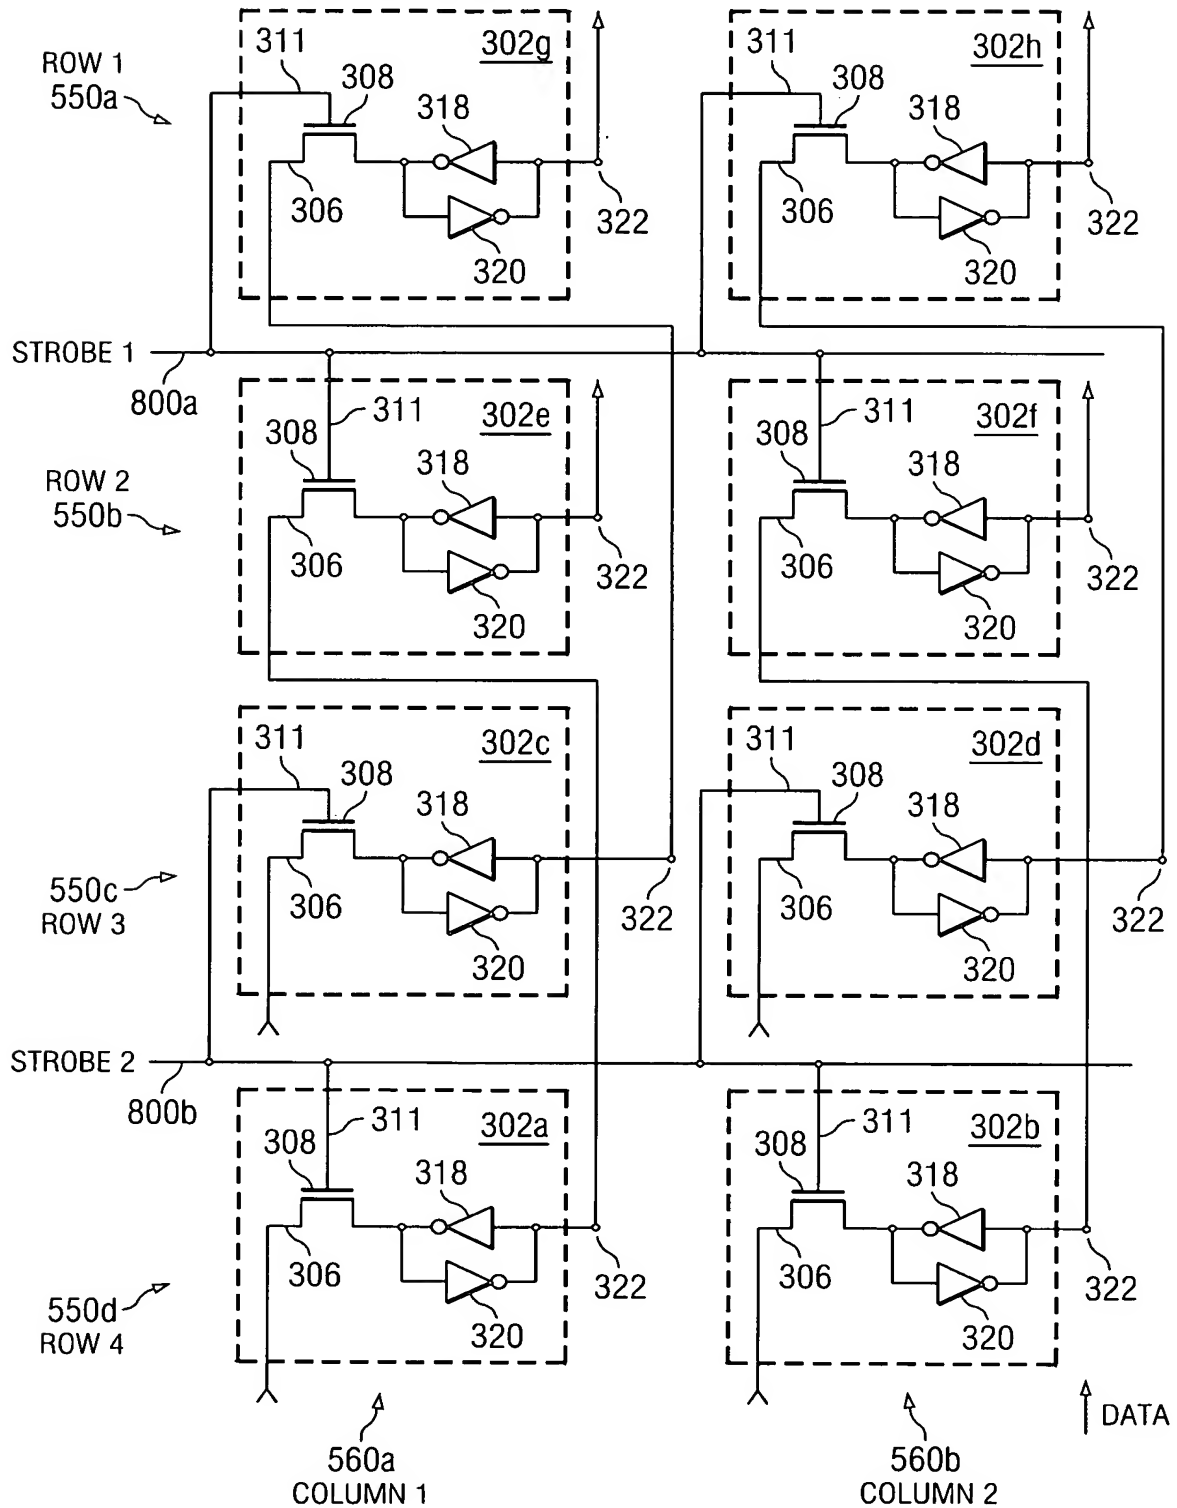 ROW 1
550a
311
302g
308
318
306
320
322
311
302h
308
318
306
320
322
STROBE 1
800a
ROW 2
550b
308
311
302e
318
306
320
322
308
311
302f
318
306
320
322
550c
ROW 3
311
302c
308
318
306
320
322
311
302d
308
318
306
320
322
STROBE 2
800b
550d
ROW 4
308
311
302a
318
306
320
322
308
311
302b
318
306
320
322
560a
COLUMN 1
560b
COLUMN 2
DATA